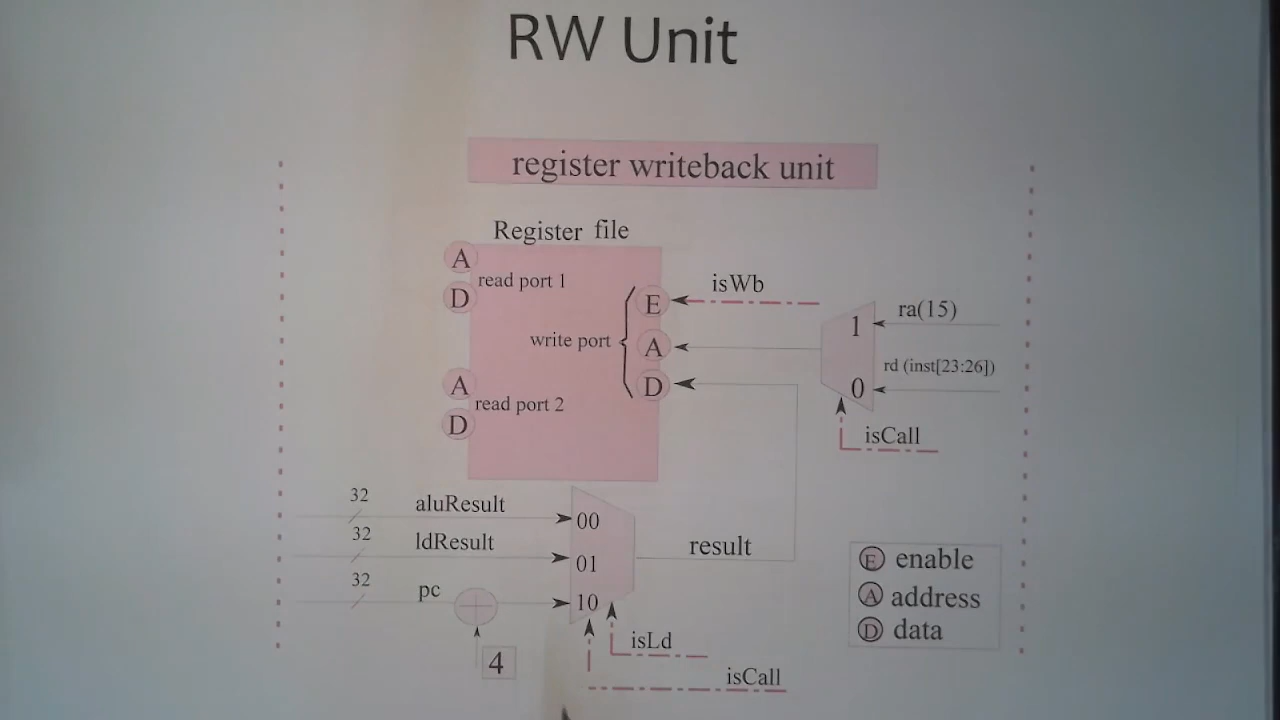 RW Unit
register writeback unit
Register file
A
read port 1
D
isWb
E
write port
A
D
A
read port 2
D
1
ra(15)
rd (inst[23:26])
0
isCall
32
aluResult
00
32
ldResult
01
result
32
pc
10
4
isLd
isCall
E enable
A address
D data